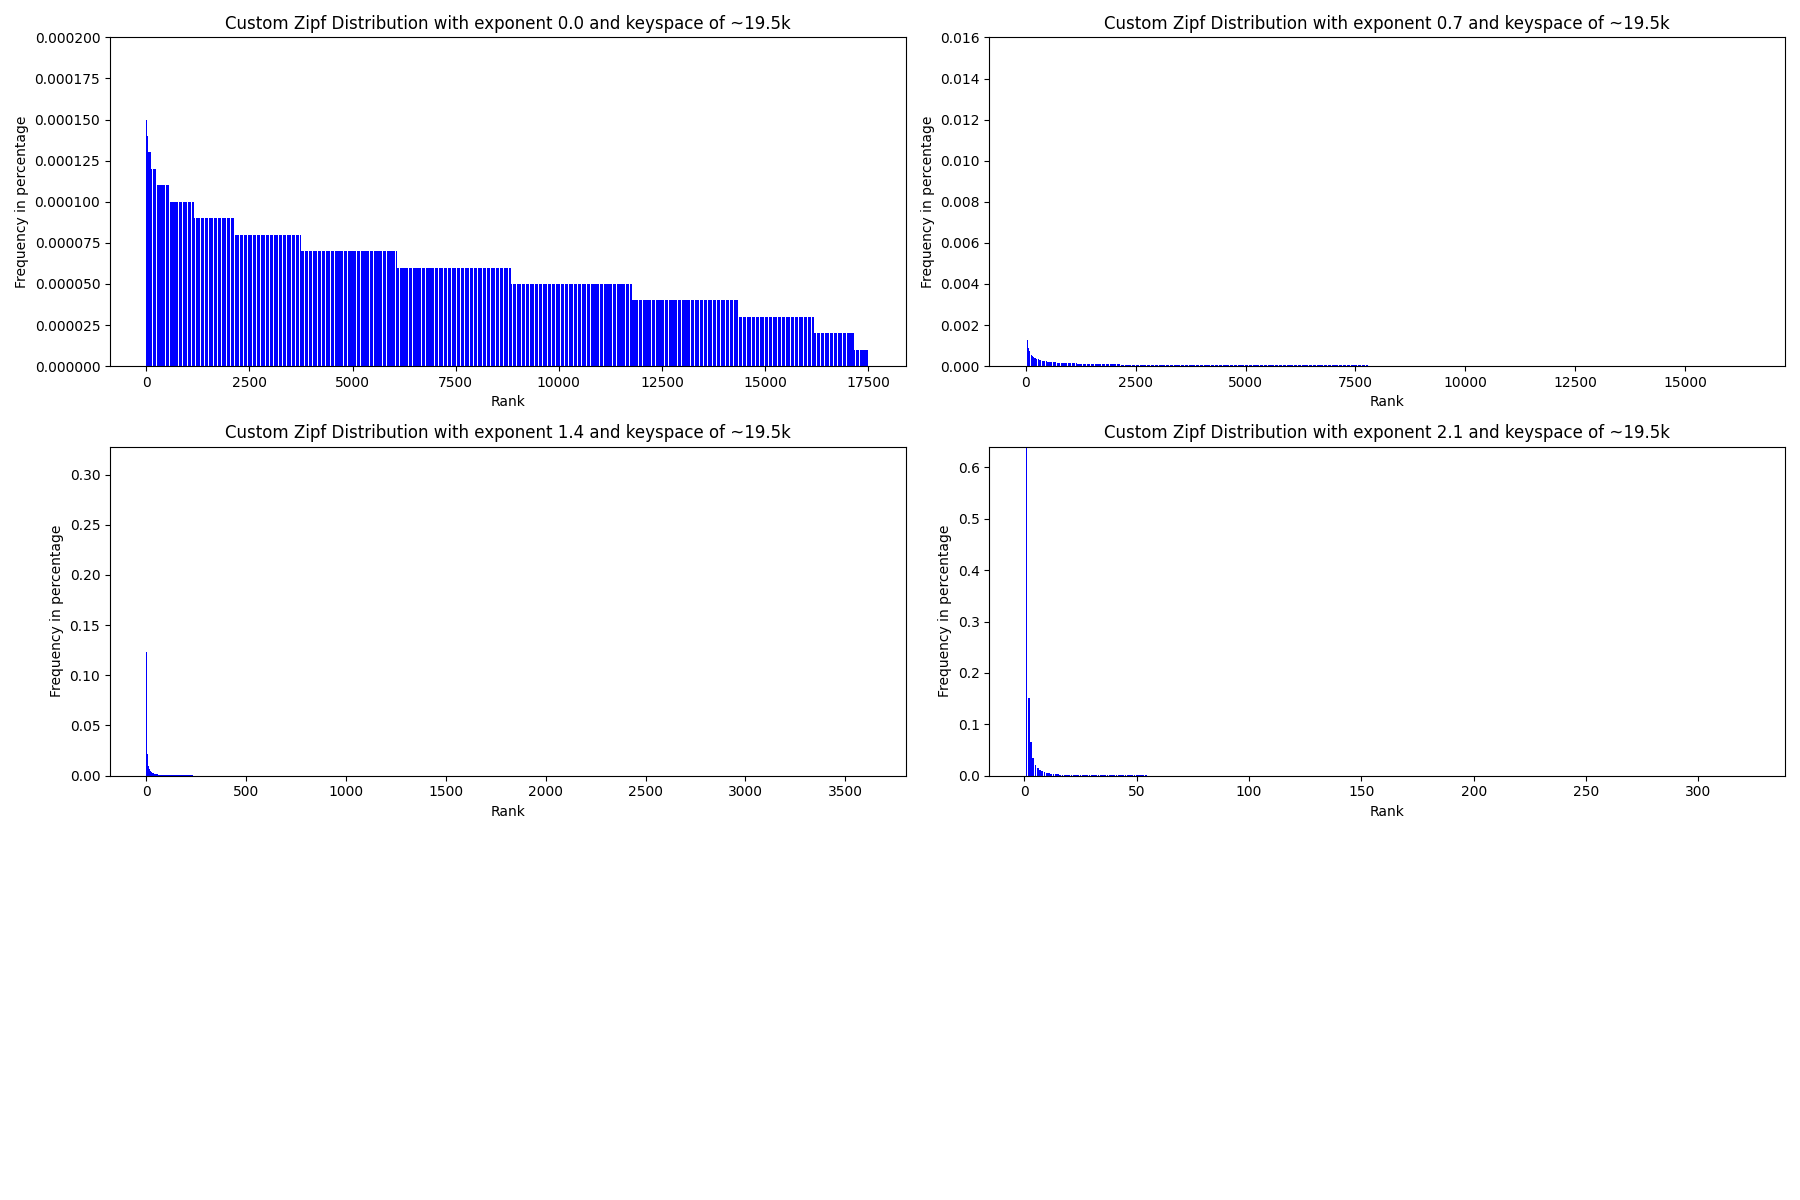 Custom Zipf Distribution with exponent 0.0 and keyspace of ~19.5k
Frequency in percentage
0.000200
0.000175
0.000150
0.000125
0.000100
0.000075
0.000050
0.000025
0.000000
0 2500 5000 7500 10000 12500 15000 17500
Rank
Custom Zipf Distribution with exponent 0.7 and keyspace of ~19.5k
Frequency in percentage
0.016
0.014
0.012
0.010
0.008
0.006
0.004
0.002
0.000
0 2500 5000 7500 10000 12500 15000
Rank
Custom Zipf Distribution with exponent 1.4 and keyspace of ~19.5k
Frequency in percentage
0.30
0.25
0.20
0.15
0.10
0.05
0.00
0 500 1000 1500 2000 2500 3000 3500
Rank
Custom Zipf Distribution with exponent 2.1 and keyspace of ~19.5k
Frequency in percentage
0.6
0.5
0.4
0.3
0.2
0.1
0.0
0 50 100 150 200 250 300
Rank